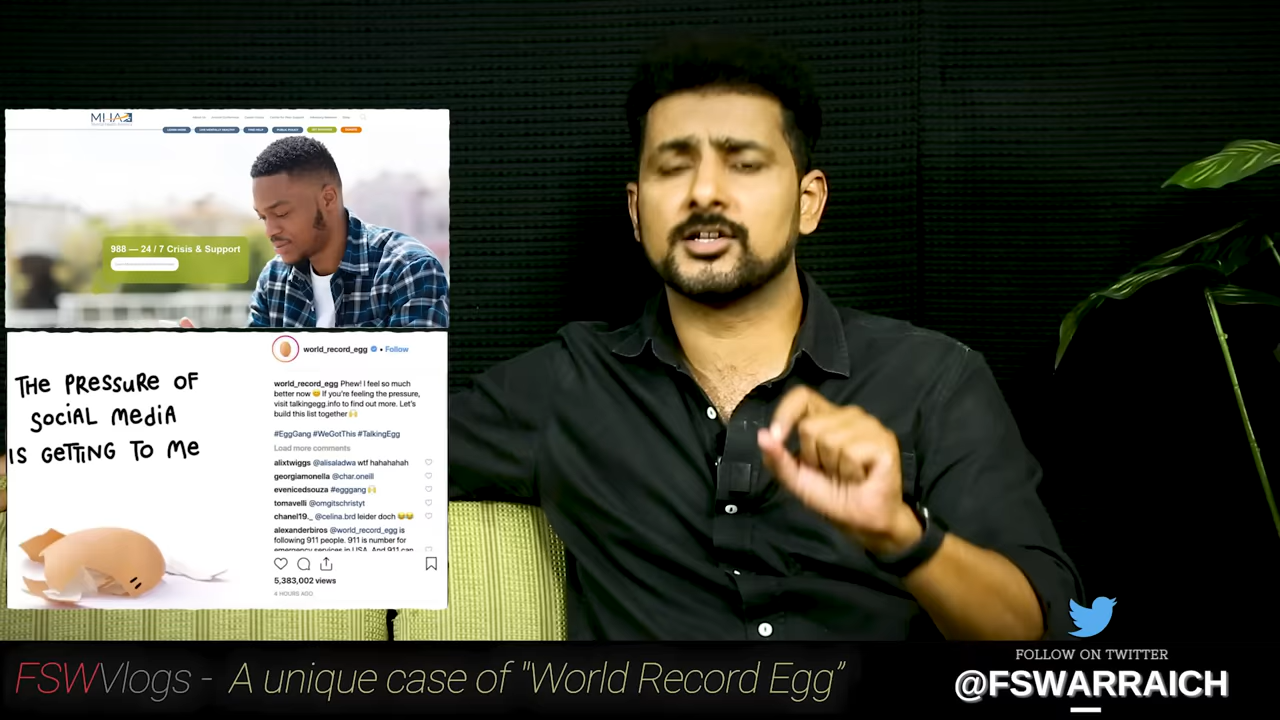 MHA
988 — 24 / 7 Crisis & Support
THE PRESSURE OF
SOCIAL MEDIA
IS GETTING TO ME
world_record_egg • Follow
world_record_egg Phew! I feel so much
better now 😊 If you're feeling the pressure,
visit talkingegg.info to find out more. Let's
build this list together 🙌
#EggGang #WeGotThis #TalkingEgg
Load more comments
alixtwiggs @aiisaladwa wtf hahahahah
georgiamonella @char.oneill
evenicedsouza #egggang 🙌
tomavelli @omgitschristyt
chanel19._ @celina.brd leider doch 😂😂
alexanderbiros @world_record_egg is
following 911 people. 911 is number for
emergency services in USA. And 911 can
5,383,002 views
4 HOURS AGO
FSWVlogs - A unique case of "World Record Egg”
FOLLOW ON TWITTER
@FSWARRAICH